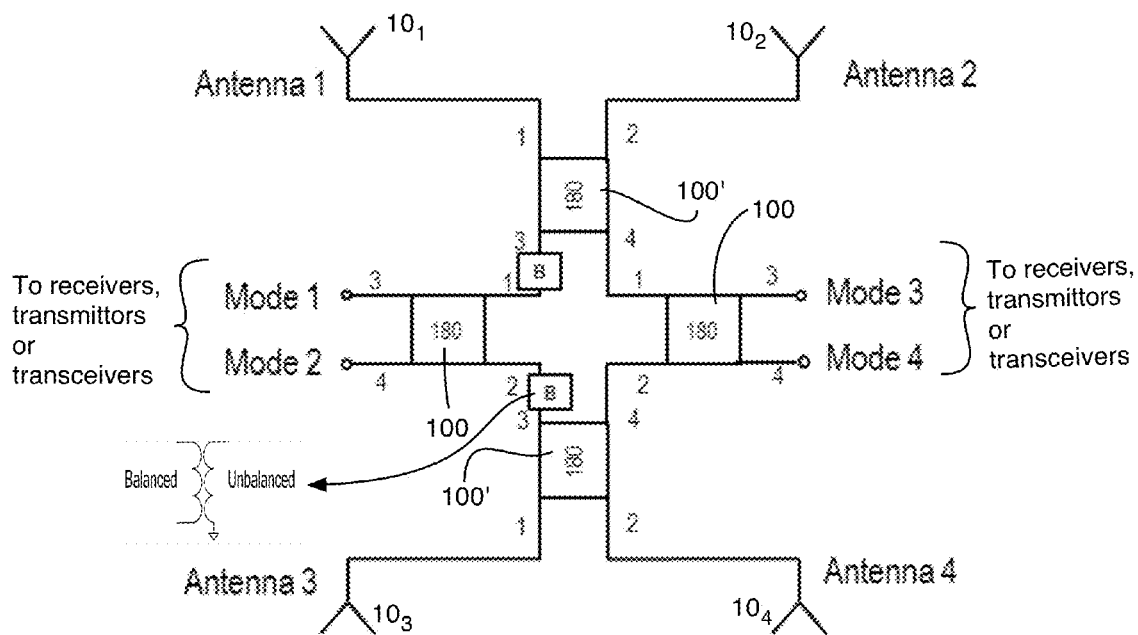 10₁
10₂
Antenna 1
Antenna 2
1
2
180
100'
100
3
4
B
To receivers,
transmittors
or
transceivers
Mode 1
Mode 2
3
1
180
4
2
100
1
3
180
2
4
Mode 3
Mode 4
To receivers,
transmittors
or
transceivers
B
3
4
180
100'
Balanced
Unbalanced
1
2
Antenna 3
10₃
10₄
Antenna 4